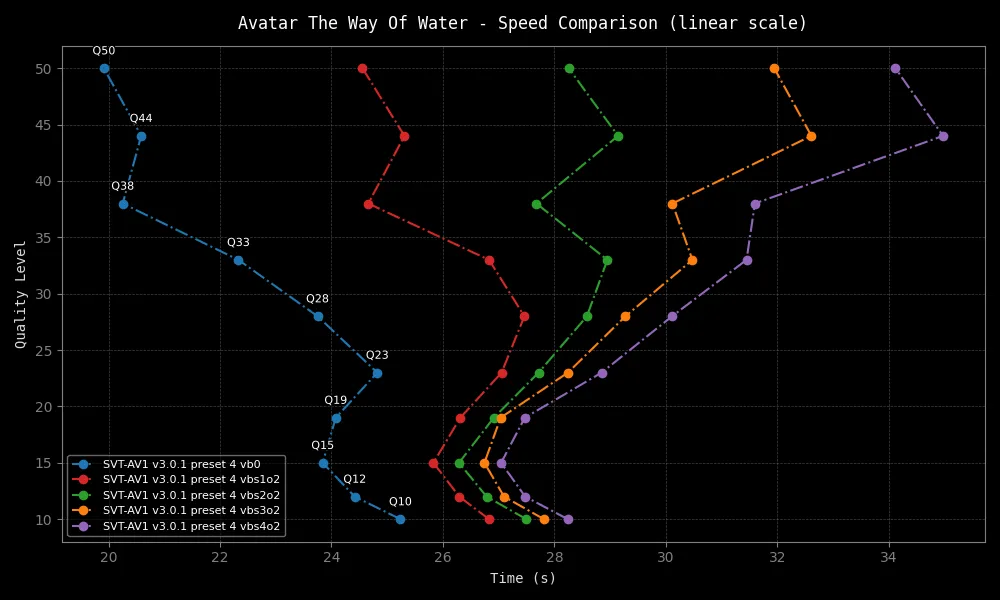 Avatar The Way Of Water - Speed Comparison (linear scale)
Q50
50
45
Q44
40
Q38
35
Q33
30
Q28
25
Q23
20
Q19
15
Q15
Q12
10
Q10
Quality Level
SVT-AV1 v3.0.1 preset 4 vb0
SVT-AV1 v3.0.1 preset 4 vbs1o2
SVT-AV1 v3.0.1 preset 4 vbs2o2
SVT-AV1 v3.0.1 preset 4 vbs3o2
SVT-AV1 v3.0.1 preset 4 vbs4o2
20 22 24 26 28 30 32 34
Time (s)